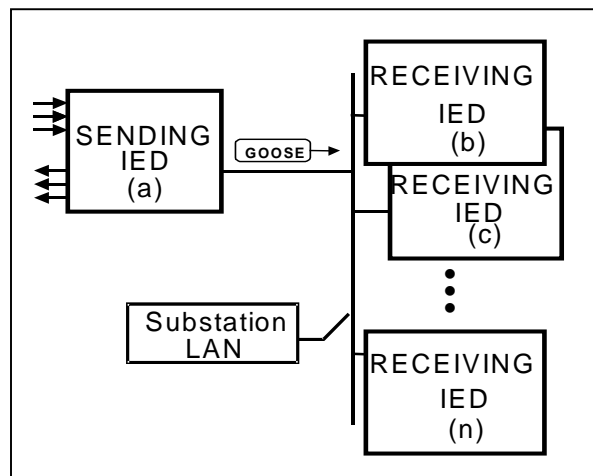 SENDING
IED
(a)
GOOSE
RECEIVING
IED
(b)
RECEIVING
IED
(c)
Substation
LAN
RECEIVING
IED
(n)